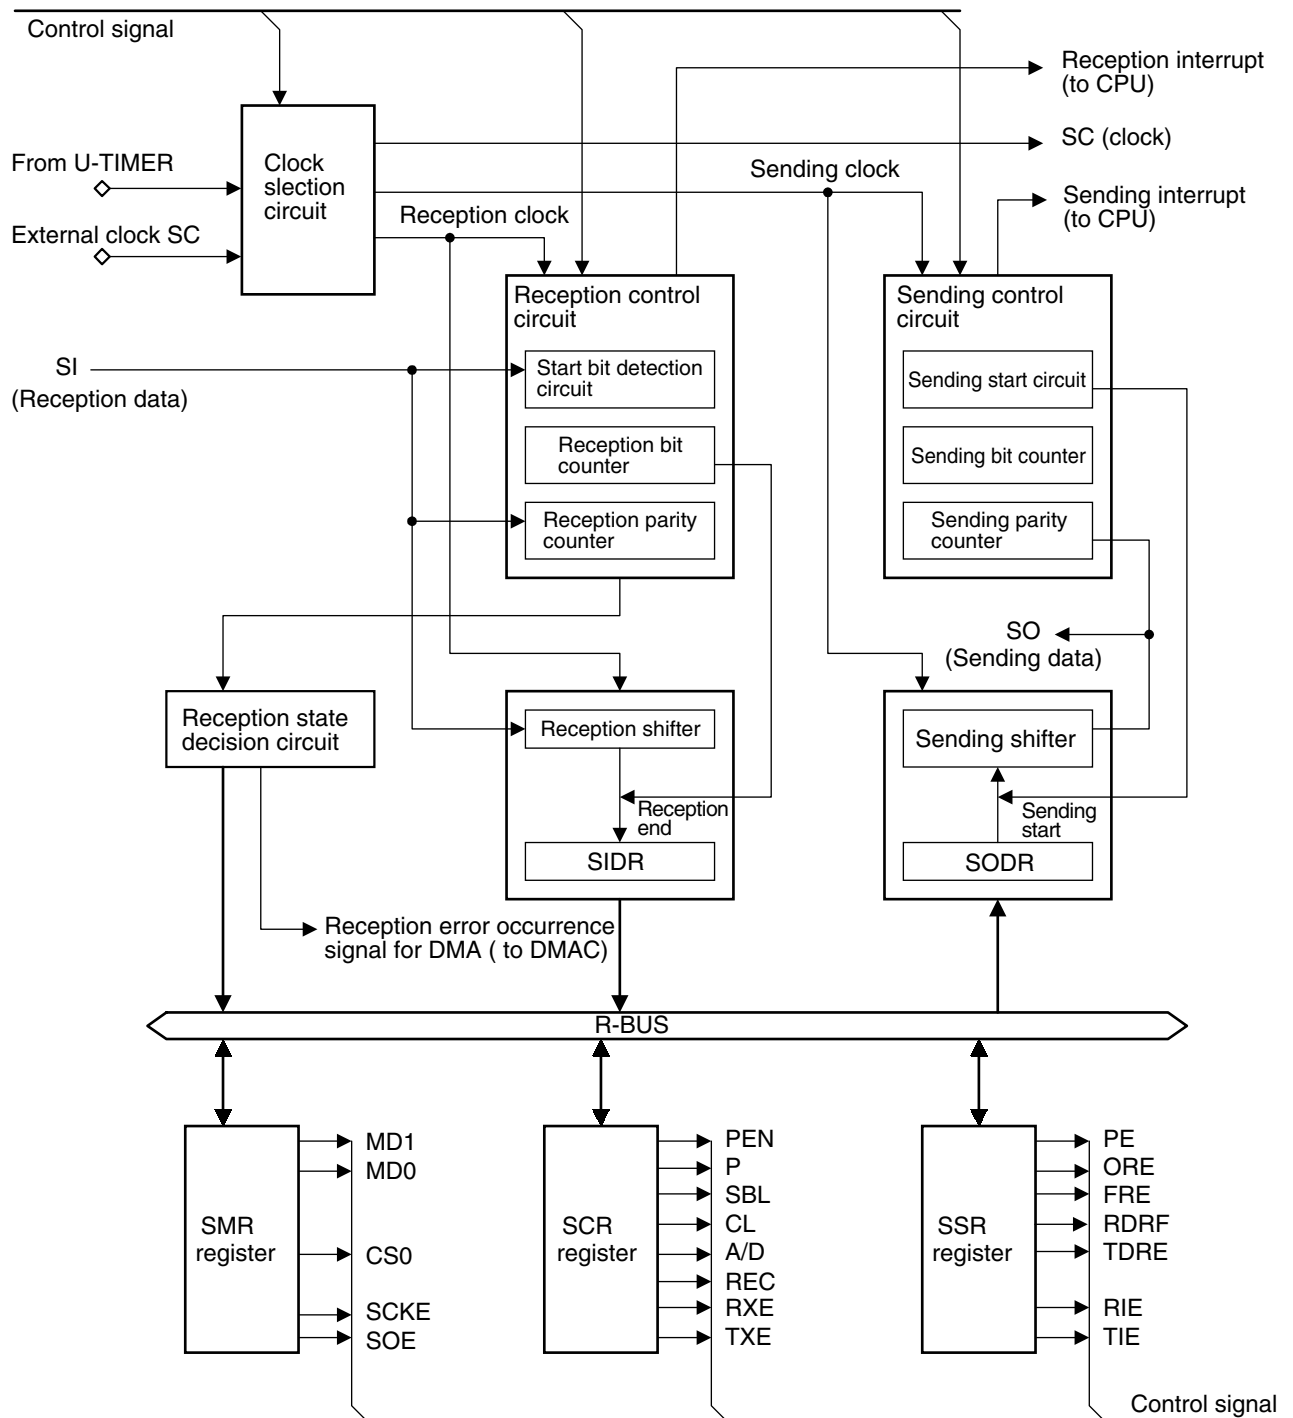 Control signal
Reception interrupt
(to CPU)
SC (clock)
From U-TIMER
Clock
slection
circuit
Sending clock
Sending interrupt
(to CPU)
External clock SC
Reception clock
Reception control
circuit
Sending control
circuit
SI
(Reception data)
Start bit detection
circuit
Sending start circuit
Reception bit
counter
Sending bit counter
Reception parity
counter
Sending parity
counter
SO
(Sending data)
Reception state
decision circuit
Reception shifter
Sending shifter
Reception
end
Sending
start
SIDR
SODR
Reception error occurrence
signal for DMA ( to DMAC)
R-BUS
SMR
register
MD1
MD0
CS0
SCKE
SOE
SCR
register
PEN
P
SBL
CL
A/D
REC
RXE
TXE
SSR
register
PE
ORE
FRE
RDRF
TDRE
RIE
TIE
Control signal